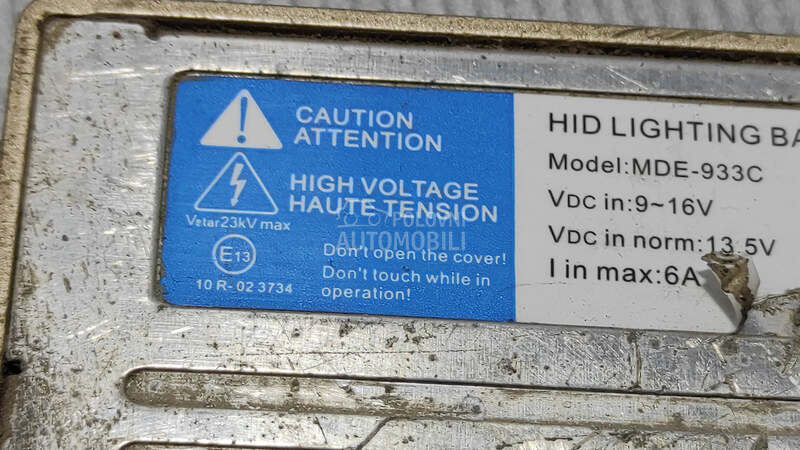 CAUTION
ATTENTION
HIGH VOLTAGE
HAUTE TENSION
Vstar23kV max
E13
10 R- 02 3734
Don't open the cover!
Don't touch while in
operation!
HID LIGHTING BA
Model:MDE-933C
VDC in:9~16V
VDC in norm:13.5V
I in max:6A
POLOVNI
AUTOMOBILI